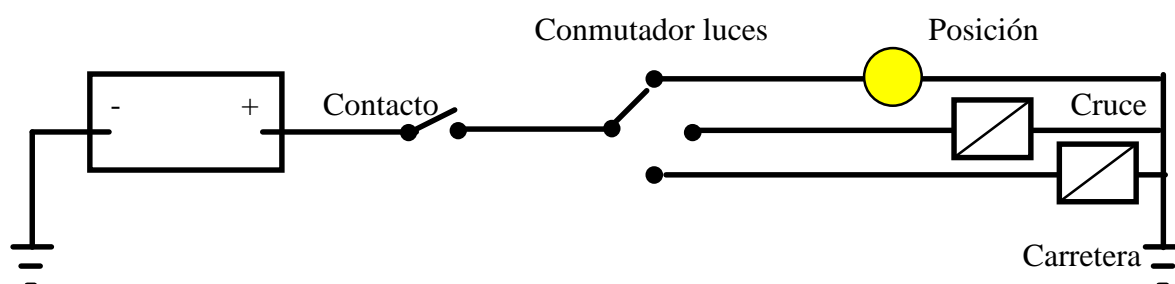 Conmutador luces
Posición
-
+
Contacto
Cruce
Carretera